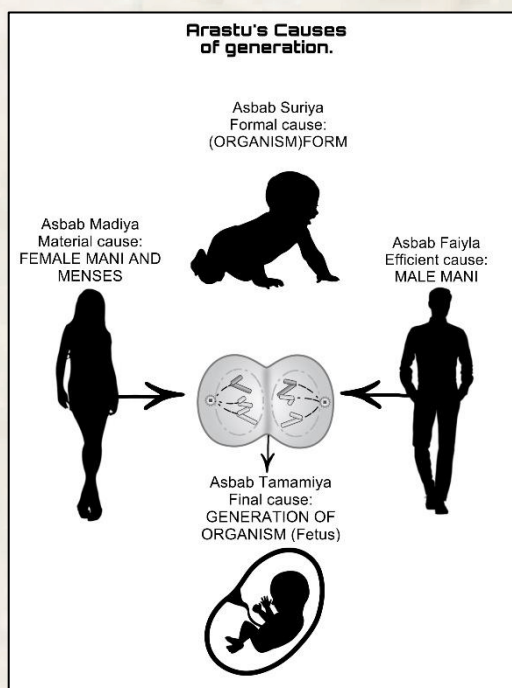 Arastu's Causes
of generation.
Asbab Suriya
Formal cause:
(ORGANISM)FORM
Asbab Madiya
Material cause:
FEMALE MANI AND
MENSES
Asbab Faiyla
Efficient cause:
MALE MANI
Asbab Tamamiya
Final cause:
GENERATION OF
ORGANISM (Fetus)